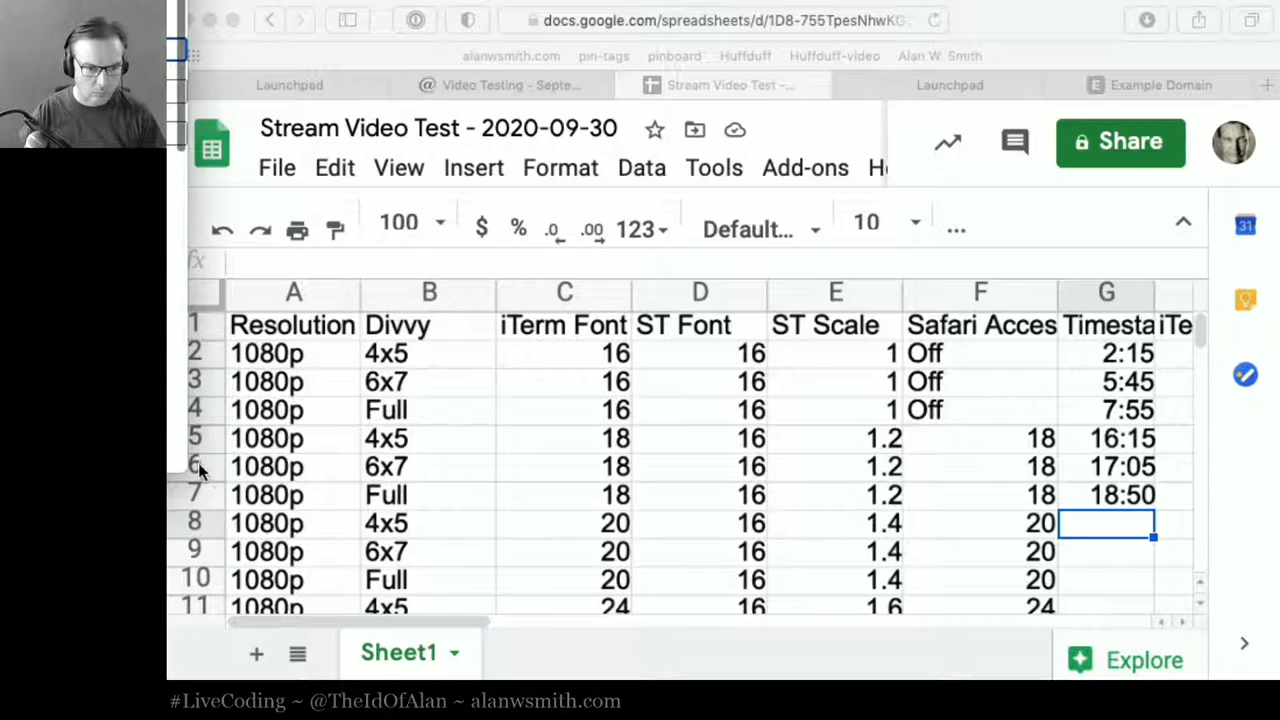 docs.google.com/spreadsheets/d/1D8-755TpesNhwKG
alanwsmith.com pin-tags pinboard Huffduff Huffduff-video Alan W. Smith
Launchpad @ Video Testing - Septe... Stream Video Test -... Launchpad E Example Domain
Stream Video Test - 2020-09-30
Share
File Edit View Insert Format Data Tools Add-ons He
100 $ % .0 .00 123 Default... 10 ...
fx
A B C D E F G
1 Resolution Divvy iTerm Font ST Font ST Scale Safari Acces Timesta iTe
2 1080p 4x5 16 16 1 Off 2:15
3 1080p 6x7 16 16 1 Off 5:45
4 1080p Full 16 16 1 Off 7:55
5 1080p 4x5 18 16 1.2 18 16:15
6 1080p 6x7 18 16 1.2 18 17:05
7 1080p Full 18 16 1.2 18 18:50
8 1080p 4x5 20 16 1.4 20
9 1080p 6x7 20 16 1.4 20
10 1080p Full 20 16 1.4 20
11 1080p 4x5 24 16 1.6 24
+ Sheet1 Explore
31
#LiveCoding ~ @TheIdOfAlan ~ alanwsmith.com